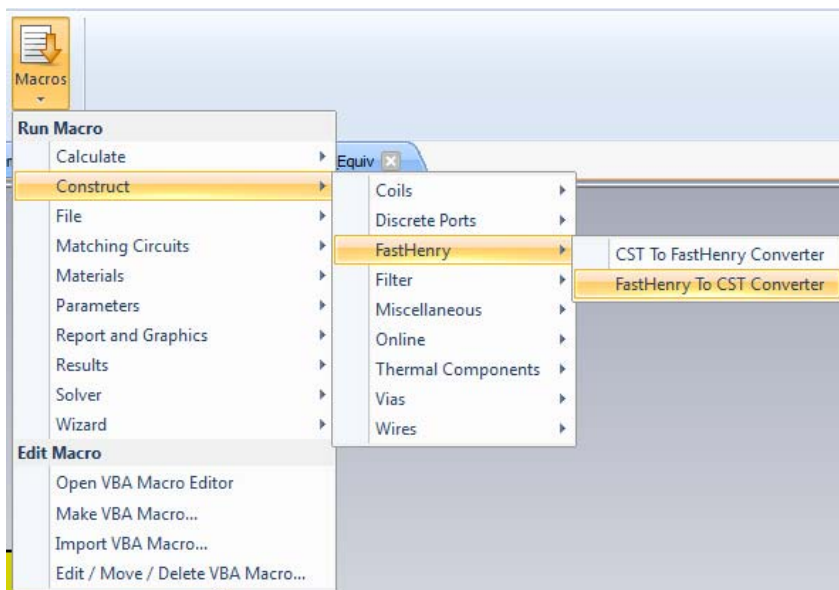 Macros
Run Macro
Calculate
Equiv
Construct
Coils
File
Discrete Ports
Matching Circuits
FastHenry
CST To FastHenry Converter
Materials
Filter
FastHenry To CST Converter
Parameters
Miscellaneous
Report and Graphics
Online
Results
Thermal Components
Solver
Vias
Wizard
Wires
Edit Macro
Open VBA Macro Editor
Make VBA Macro...
Import VBA Macro...
Edit / Move / Delete VBA Macro...